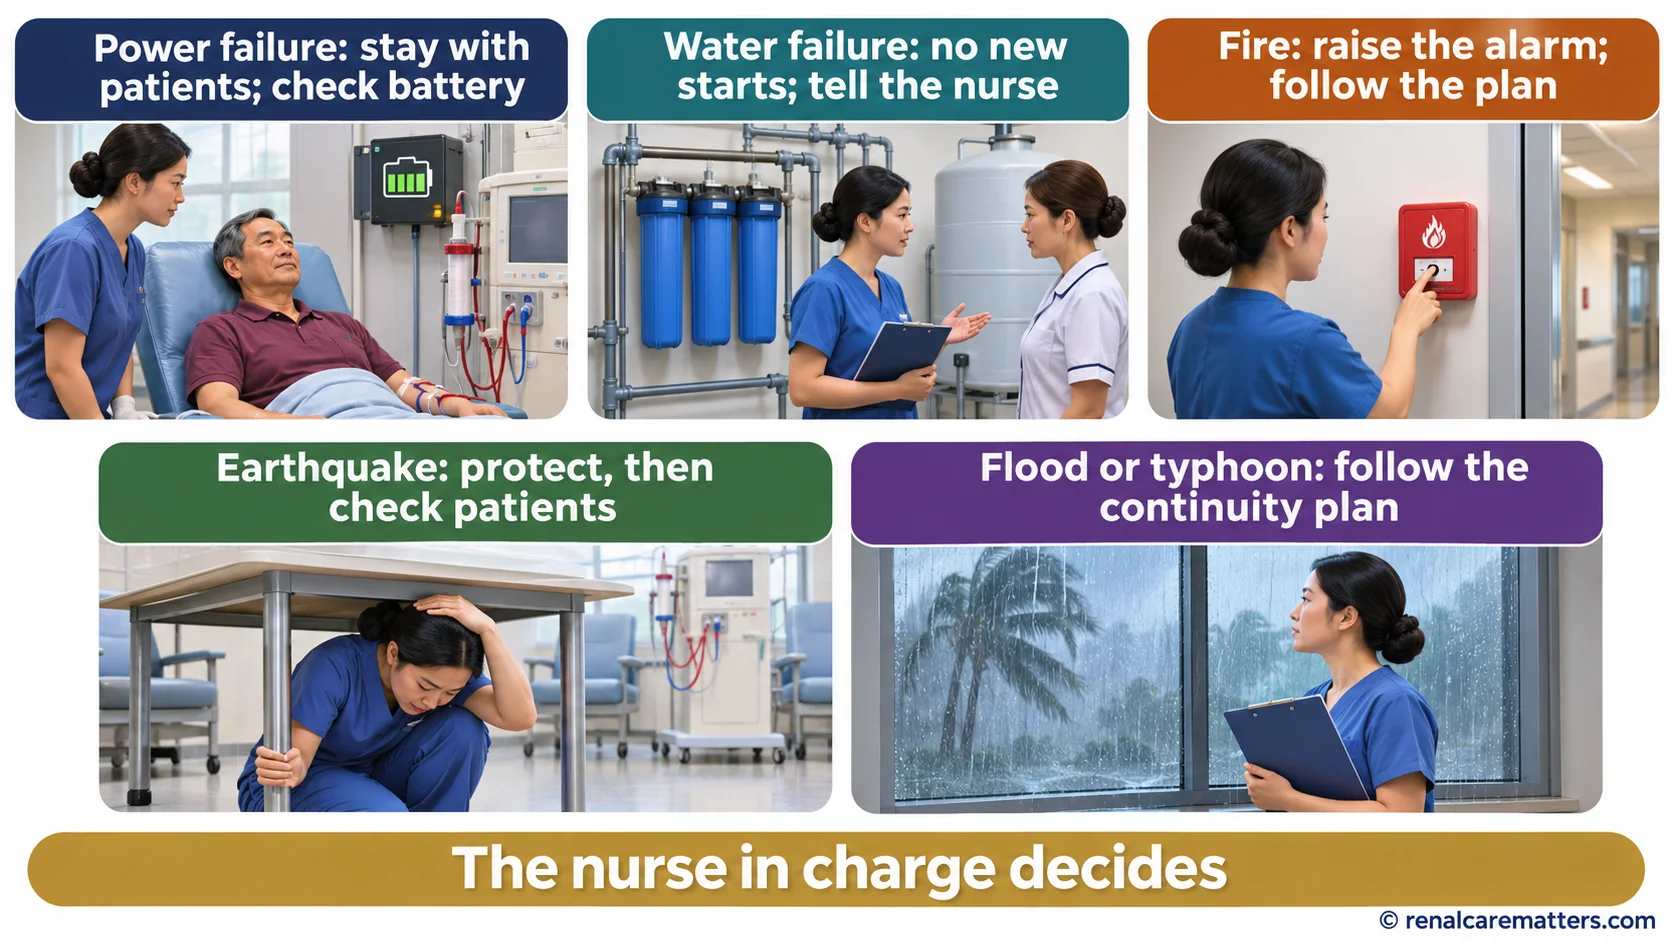 Power failure: stay with
patients; check battery
Water failure: no new
starts; tell the nurse
Fire: raise the alarm;
follow the plan
Earthquake: protect, then
check patients
Flood or typhoon: follow the
continuity plan
The nurse in charge decides
© renalcarematters.com